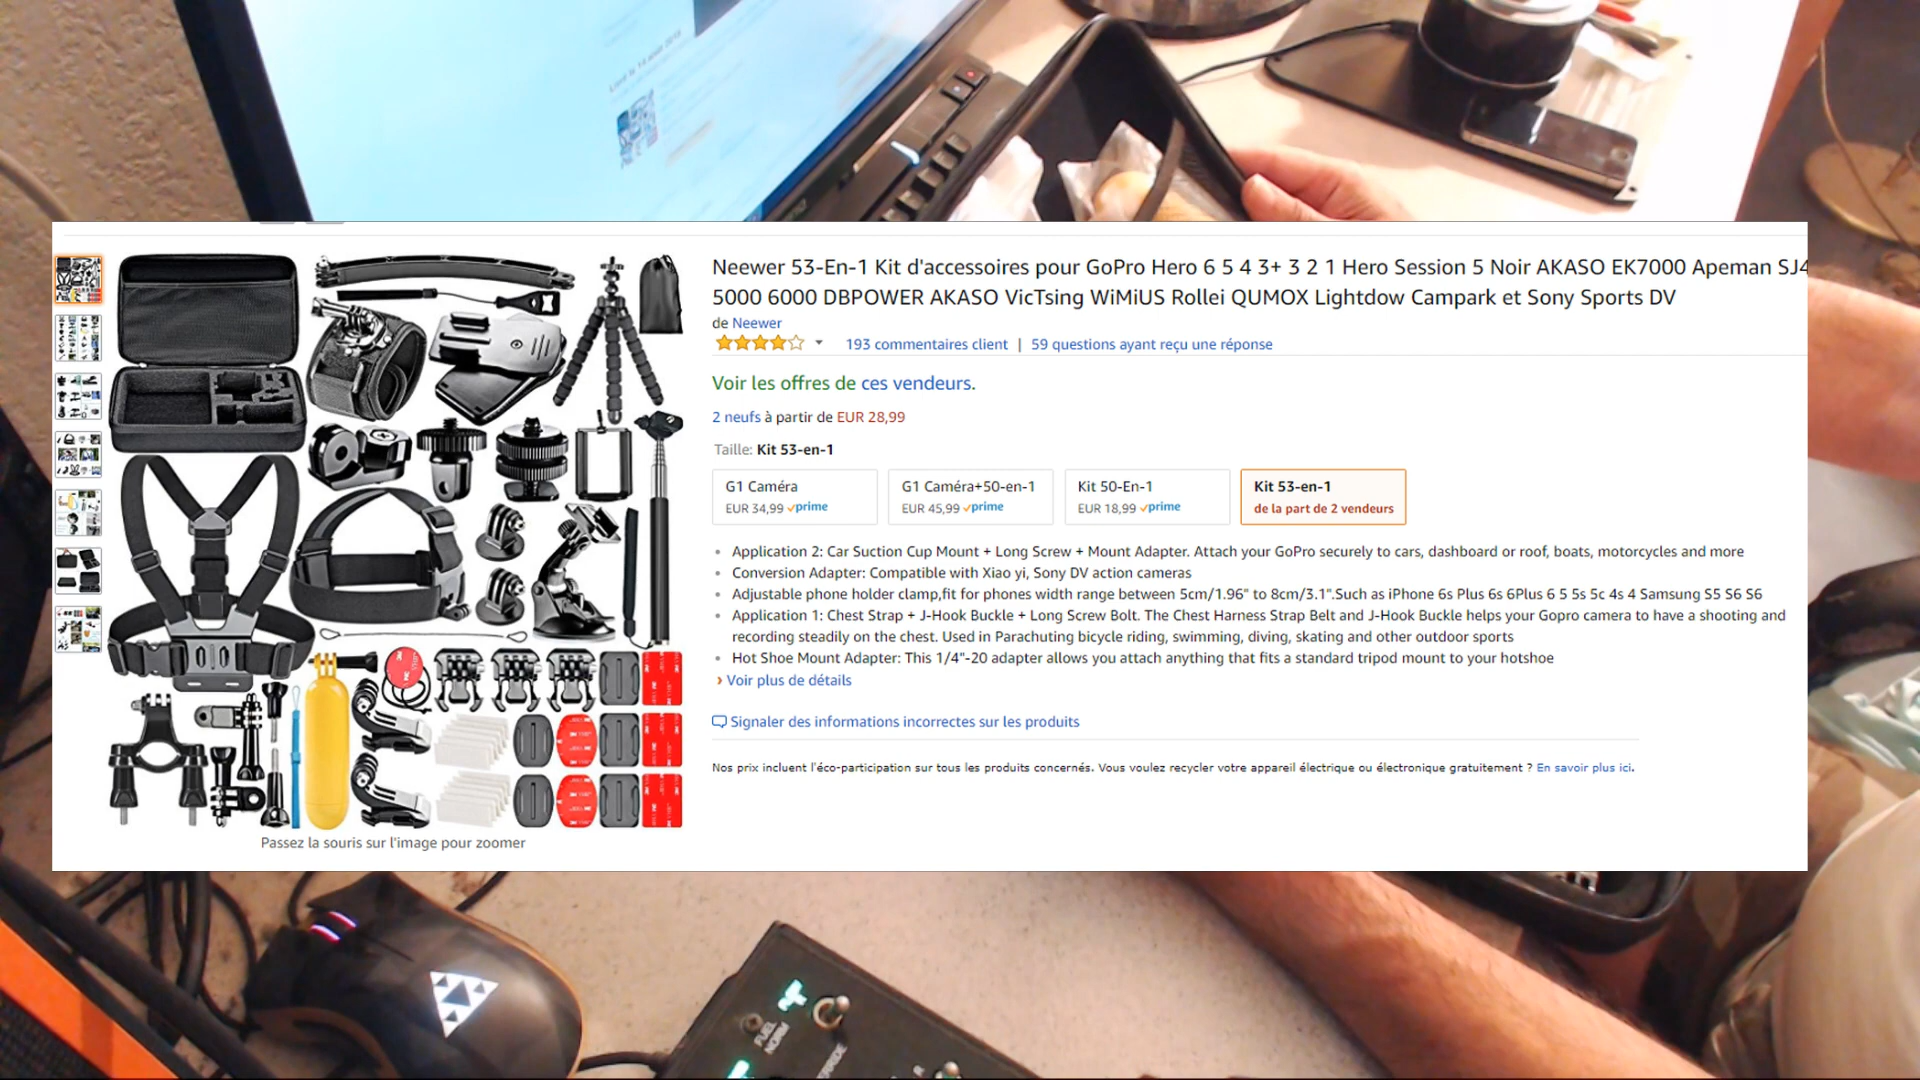 Neewer 53-En-1 Kit d'accessoires pour GoPro Hero 6 5 4 3+ 3 2 1 Hero Session 5 Noir AKASO EK7000 Apeman SJ4
5000 6000 DBPOWER AKASO VicTsing WiMiUS Rollei QUMOX Lightdow Campark et Sony Sports DV
de Neewer
193 commentaires client | 59 questions ayant reçu une réponse
Voir les offres de ces vendeurs.
2 neufs à partir de EUR 28,99
Taille: Kit 53-en-1
G1 Caméra
EUR 34,99 prime
G1 Caméra+50-en-1
EUR 45,99 prime
Kit 50-En-1
EUR 18,99 prime
Kit 53-en-1
de la part de 2 vendeurs
Application 2: Car Suction Cup Mount + Long Screw + Mount Adapter. Attach your GoPro securely to cars, dashboard or roof, boats, motorcycles and more
Conversion Adapter: Compatible with Xiao yi, Sony DV action cameras
Adjustable phone holder clamp,fit for phones width range between 5cm/1.96" to 8cm/3.1".Such as iPhone 6s Plus 6s 6Plus 6 5 5s 5c 4s 4 Samsung S5 S6 S6
Application 1: Chest Strap + J-Hook Buckle + Long Screw Bolt. The Chest Harness Strap Belt and J-Hook Buckle helps your Gopro camera to have a shooting and
recording steadily on the chest. Used in Parachuting bicycle riding, swimming, diving, skating and other outdoor sports
Hot Shoe Mount Adapter: This 1/4"-20 adapter allows you attach anything that fits a standard tripod mount to your hotshoe
Voir plus de détails
Signaler des informations incorrectes sur les produits
Nos prix incluent l'éco-participation sur tous les produits concernés. Vous voulez recycler votre appareil électrique ou électronique gratuitement ? En savoir plus ici.
Passez la souris sur l'image pour zoomer
FUEL
NORM